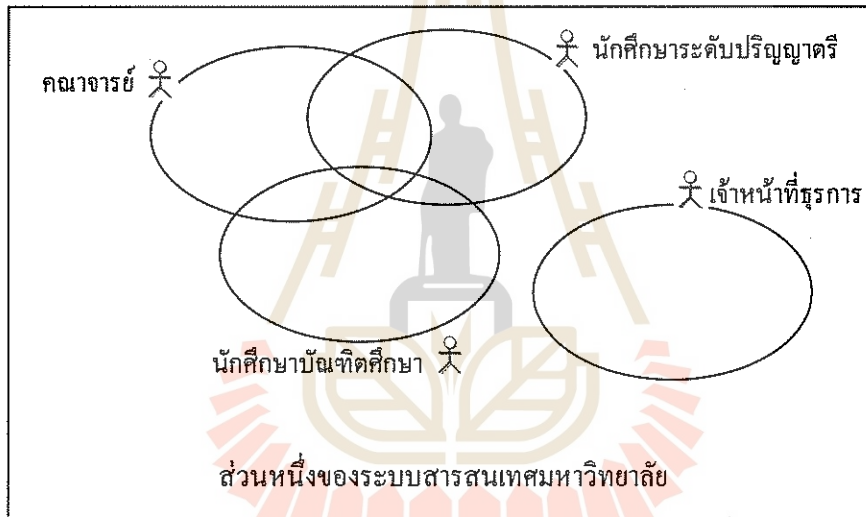 นักศึกษาระดับปริญญาตรี
คณาจารย์
เจ้าหน้าที่ธุรการ
นักศึกษาบัณฑิตศึกษา
ส่วนหนึ่งของระบบสารสนเทศมหาวิทยาลัย